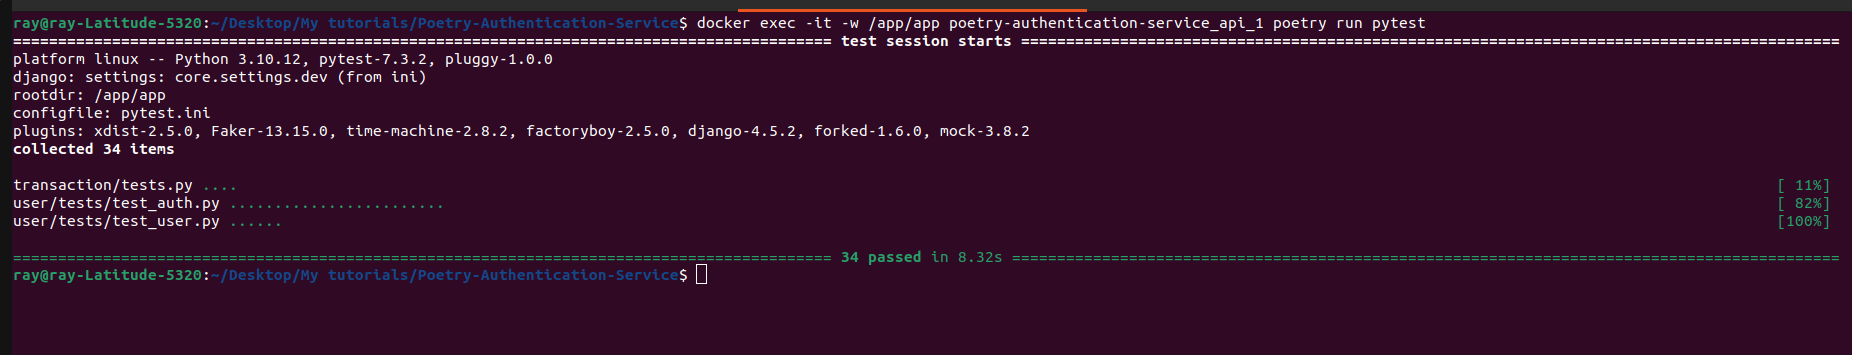 ray@ray-Latitude-5320:~/Desktop/My tutorials/Poetry-Authentication-Service$ docker exec -it -w /app/app poetry-authentication-service_api_1 poetry run pytest
=========================================================================================== test session starts ===========================================================================================
platform linux -- Python 3.10.12, pytest-7.3.2, pluggy-1.0.0
django: settings: core.settings.dev (from ini)
rootdir: /app/app
configfile: pytest.ini
plugins: xdist-2.5.0, Faker-13.15.0, time-machine-2.8.2, factoryboy-2.5.0, django-4.5.2, forked-1.6.0, mock-3.8.2
collected 34 items
transaction/tests.py .... [ 11%]
user/tests/test_auth.py ........................ [ 82%]
user/tests/test_user.py ...... [100%]
=========================================================================================== 34 passed in 8.32s ============================================================================================
ray@ray-Latitude-5320:~/Desktop/My tutorials/Poetry-Authentication-Service$